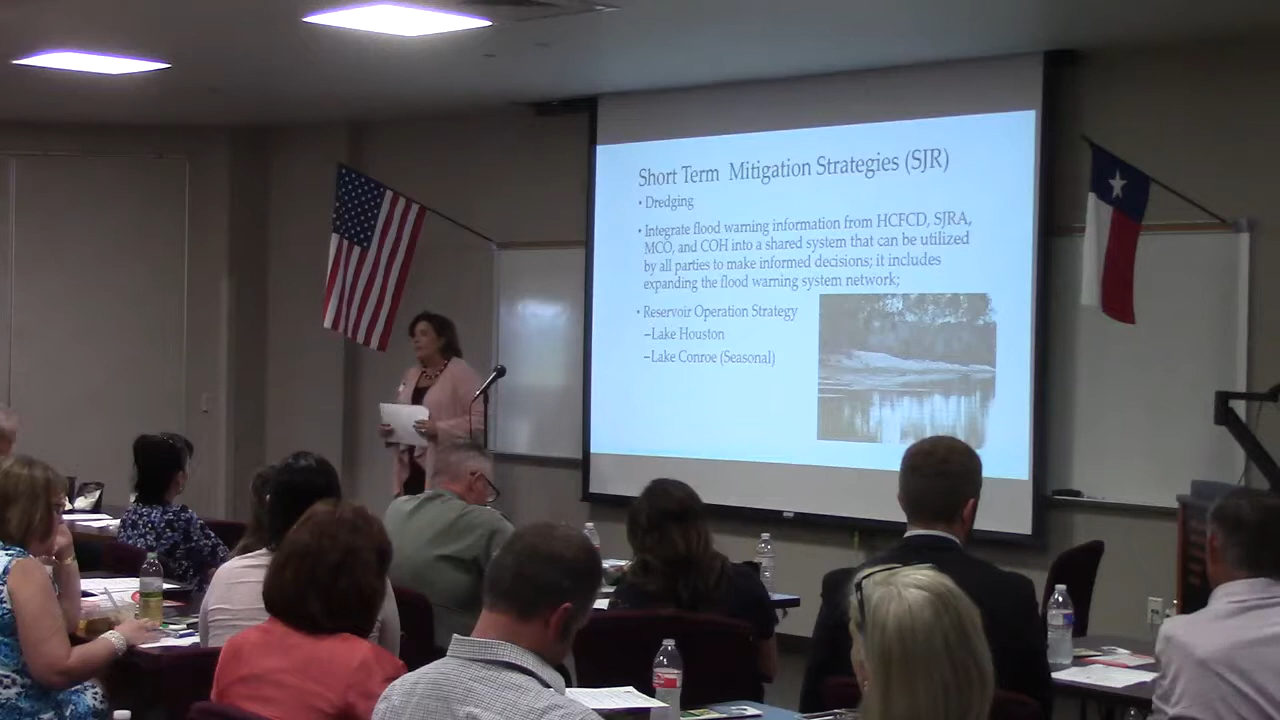 Short Term Mitigation Strategies (SJR)
• Dredging
• Integrate flood warning information from HCFCD, SJRA,
MCO, and COH into a shared system that can be utilized
by all parties to make informed decisions; it includes
expanding the flood warning system network;
• Reservoir Operation Strategy
–Lake Houston
–Lake Conroe (Seasonal)